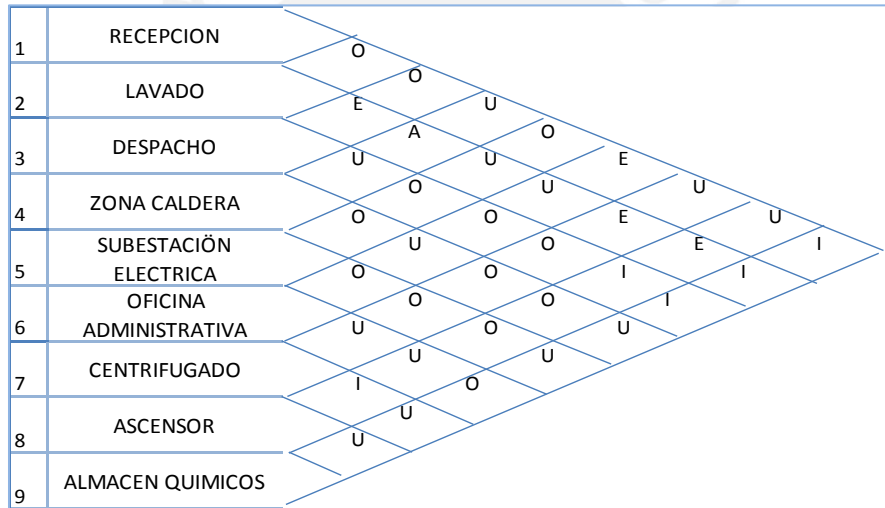 1 RECEPCION O
O
2 LAVADO E U
A O
3 DESPACHO U U E
O U U
4 ZONA CALDERA O O E U
SUBESTACIÖN U O E I
5 ELECTRICA O O I I
OFICINA O O I
6 ADMINISTRATIVA U O U
U U
7 CENTRIFUGADO I O
U
8 ASCENSOR U
9 ALMACEN QUIMICOS